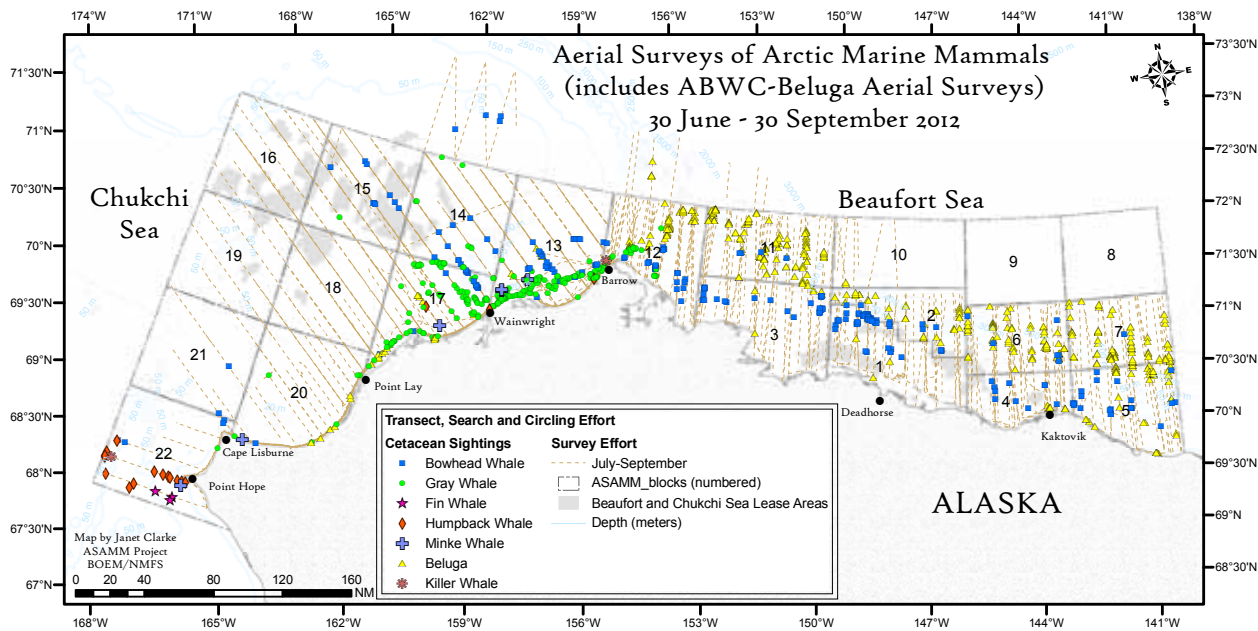 174°W 171°W 168°W 165°W 162°W 159°W 156°W 153°W 150°W 147°W 144°W 141°W 138°W
Aerial Surveys of Arctic Marine Mammals
(includes ABWC-Beluga Aerial Surveys)
30 June - 30 September 2012
N
W E
S
71°30'N
71°N
70°30'N
70°N
69°30'N
69°N
68°30'N
68°N
67°30'N
67°N
73°30'N
73°N
72°30'N
72°N
71°30'N
71°N
70°30'N
70°N
69°30'N
69°N
68°30'N
Chukchi
Sea
Beaufort Sea
16
15
14
13
12
11
10
9
8
19
18
17
3
2
1
6
7
4
5
21
20
22
Barrow
Wainwright
Point Lay
Cape Lisburne
Point Hope
Deadhorse
Kaktovik
ALASKA
50 m
150 m
250 m
2000 m
3000 m
Transect, Search and Circling Effort
Cetacean Sightings Survey Effort
Bowhead Whale July-September
Gray Whale ASAMM_blocks (numbered)
Fin Whale Beaufort and Chukchi Sea Lease Areas
Humpback Whale Depth (meters)
Minke Whale
Beluga
Killer Whale
Map by Janet Clarke
ASAMM Project
BOEM/NMFS
0 10 20 40 60 80 120 160
NM
168°W 165°W 162°W 159°W 156°W 153°W 150°W 147°W 144°W 141°W